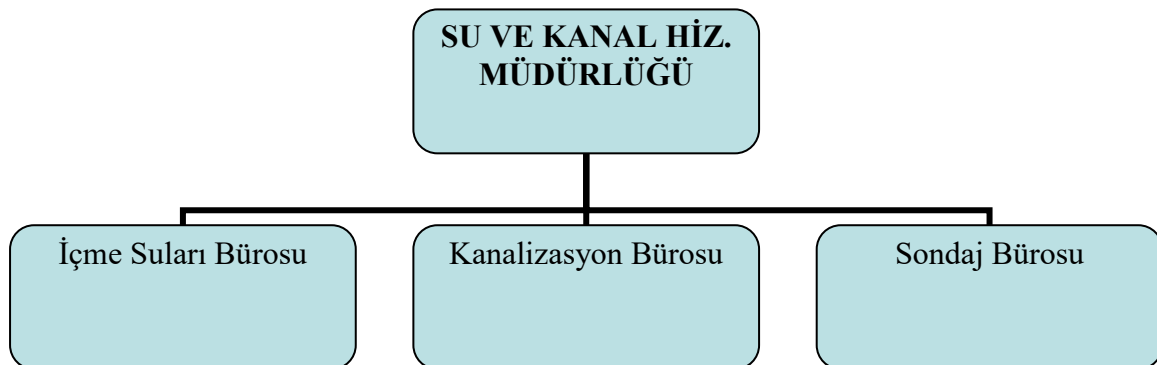 SU VE KANAL HİZ.
MÜDÜRLÜĞÜ
İçme Suları Bürosu
Kanalizasyon Bürosu
Sondaj Bürosu